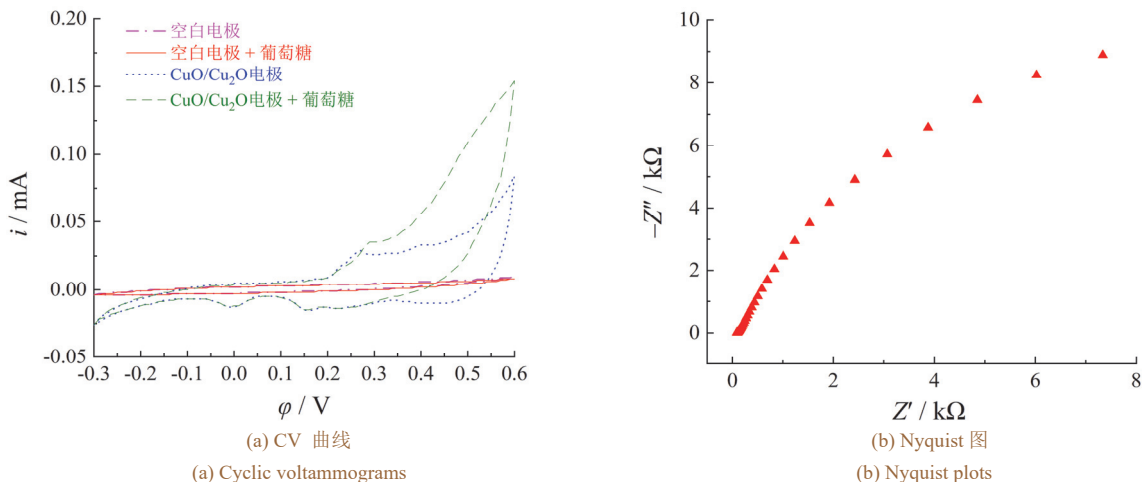 0.20
0.15
0.10
0.05
0.00
-0.05
i / mA
空白电极
空白电极 + 葡萄糖
CuO/Cu₂O电极
CuO/Cu₂O电极 + 葡萄糖
-0.3 -0.2 -0.1 0.0 0.1 0.2 0.3 0.4 0.5 0.6
φ / V
(a) CV 曲线
(a) Cyclic voltammograms
10
8
6
4
2
0
−Z″ / kΩ
0 2 4 6 8
Z′ / kΩ
(b) Nyquist 图
(b) Nyquist plots